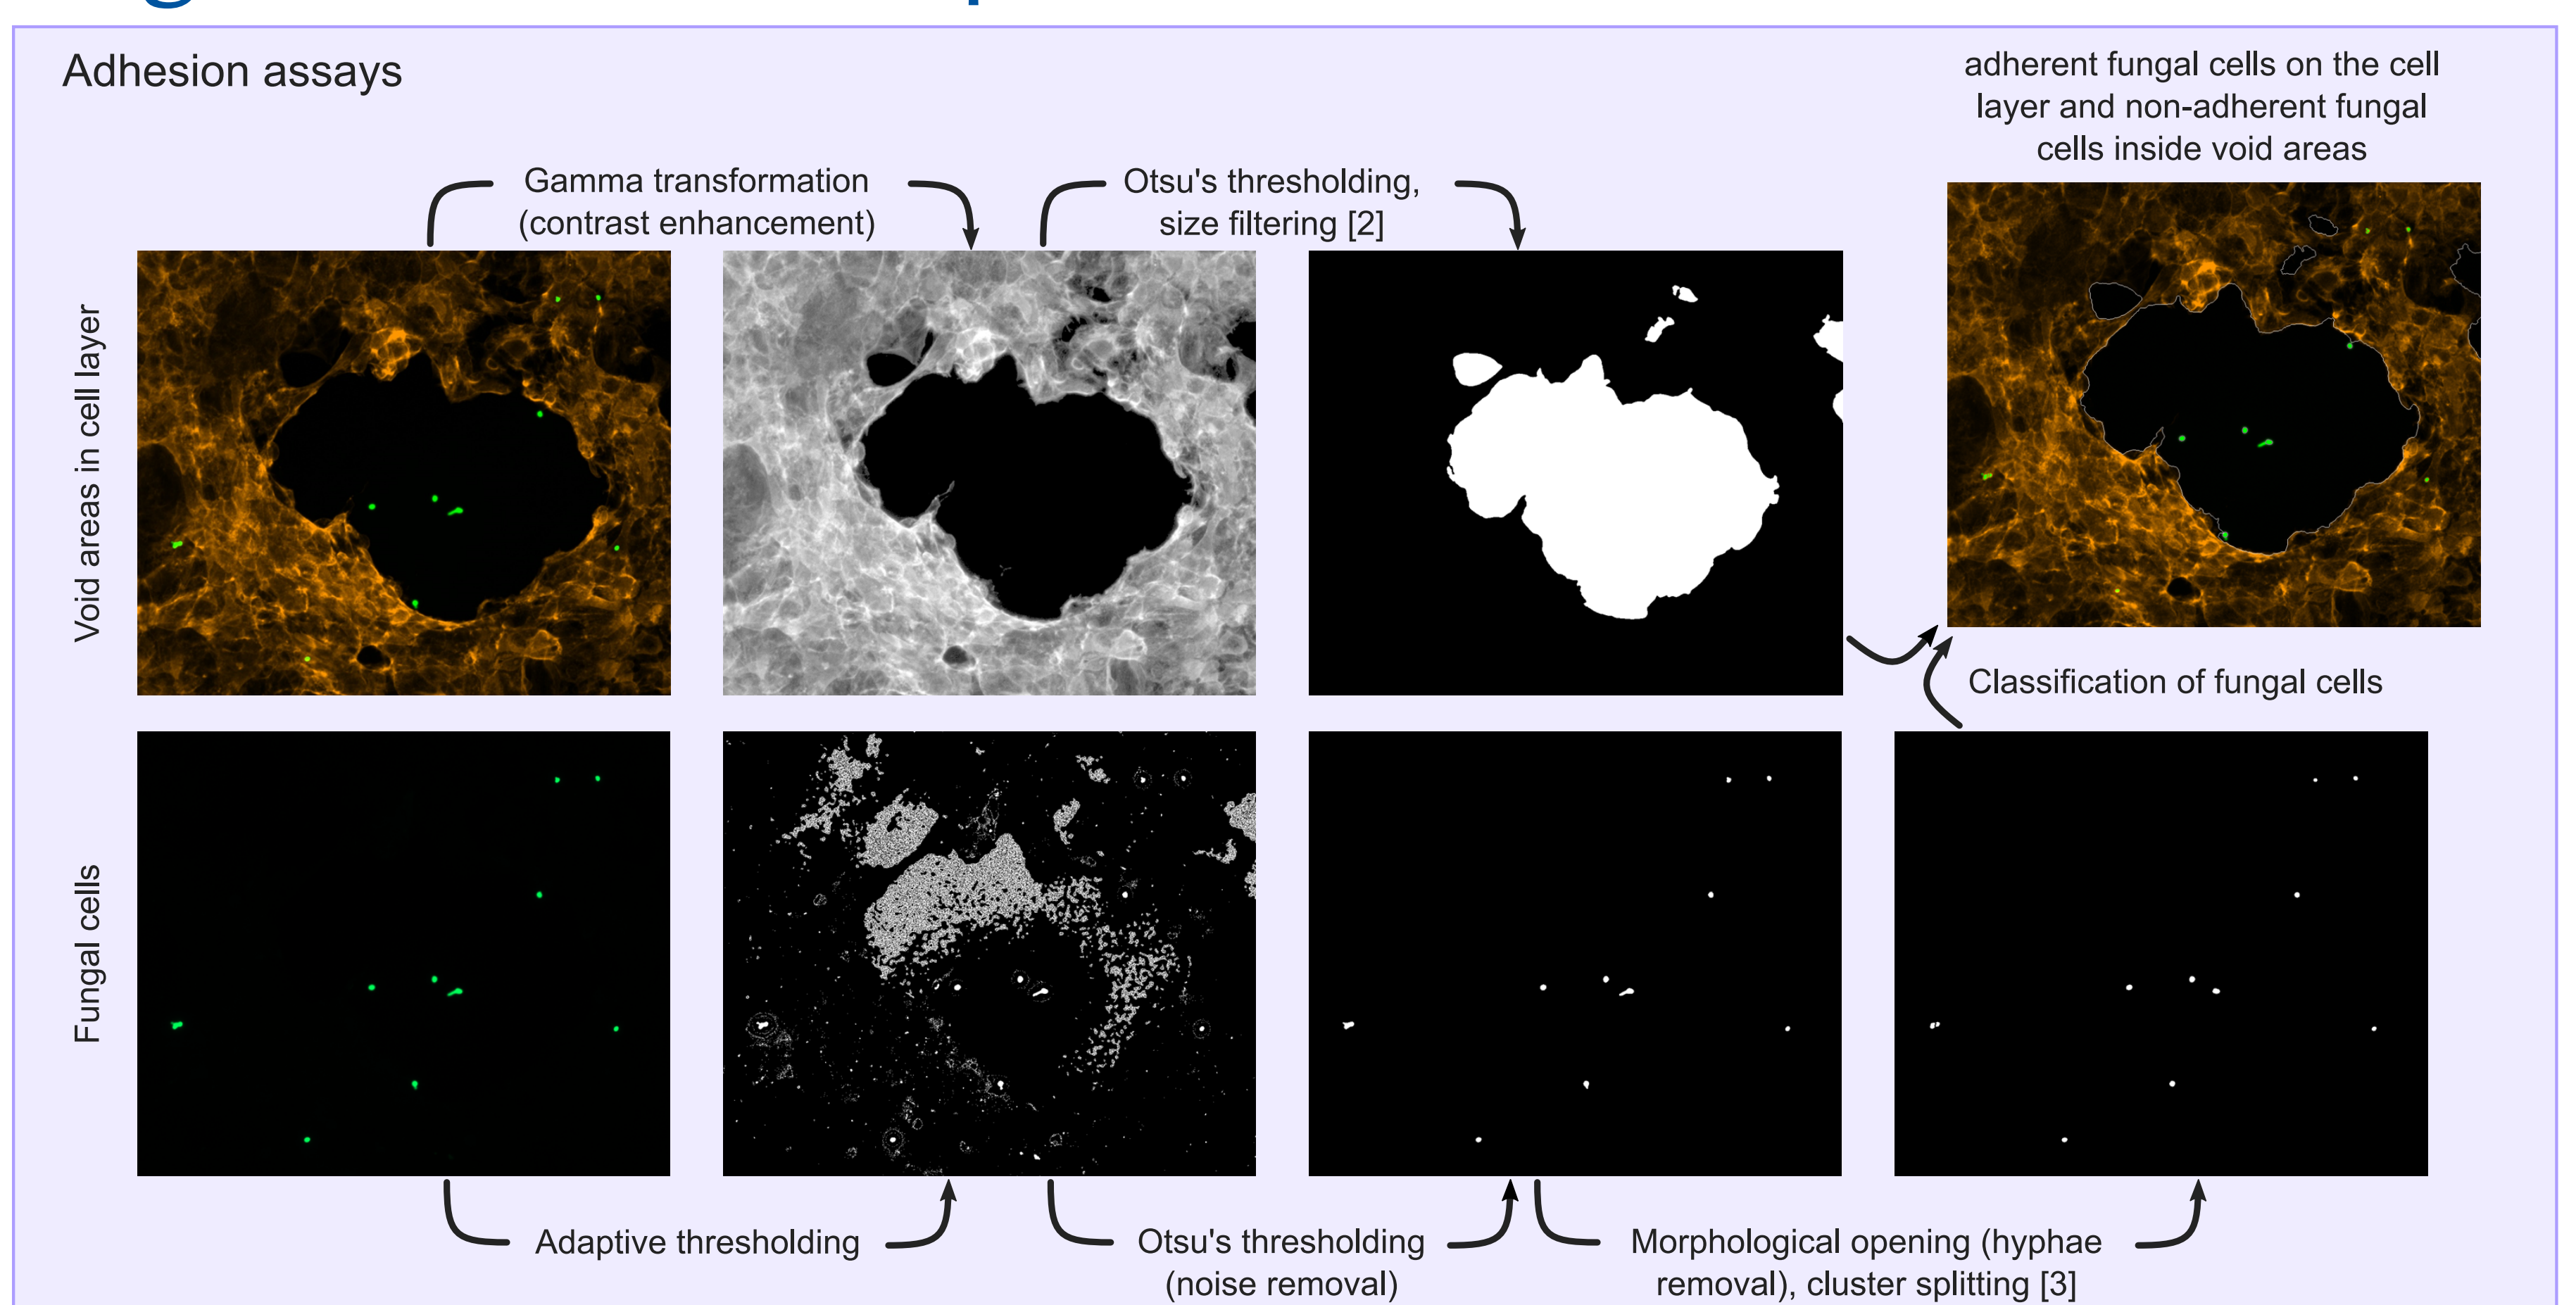 Adhesion assays
adherent fungal cells on the cell
layer and non-adherent fungal
cells inside void areas
Gamma transformation
(contrast enhancement)
Otsu's thresholding,
size filtering [2]
Void areas in cell layer
Classification of fungal cells
Fungal cells
Adaptive thresholding
Otsu's thresholding
(noise removal)
Morphological opening (hyphae
removal), cluster splitting [3]